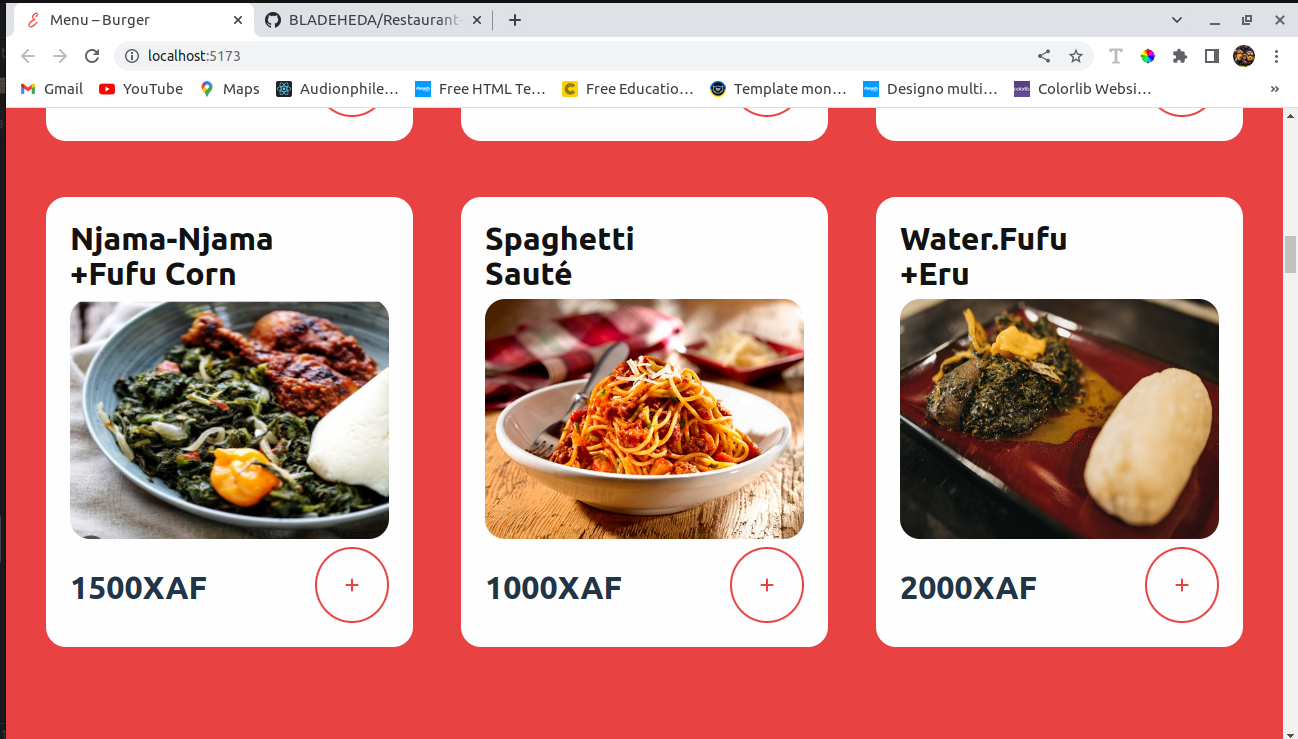 Menu – Burger
BLADEHEDA/Restaurant-
localhost:5173
T
Gmail
YouTube
Maps
Audionphile…
Free HTML Te…
Free Educatio…
Template mon…
Designo multi…
Colorlib Websi…
»
Njama-Njama
+Fufu Corn
Spaghetti
Sauté
Water.Fufu
+Eru
1500XAF
+
1000XAF
+
2000XAF
+